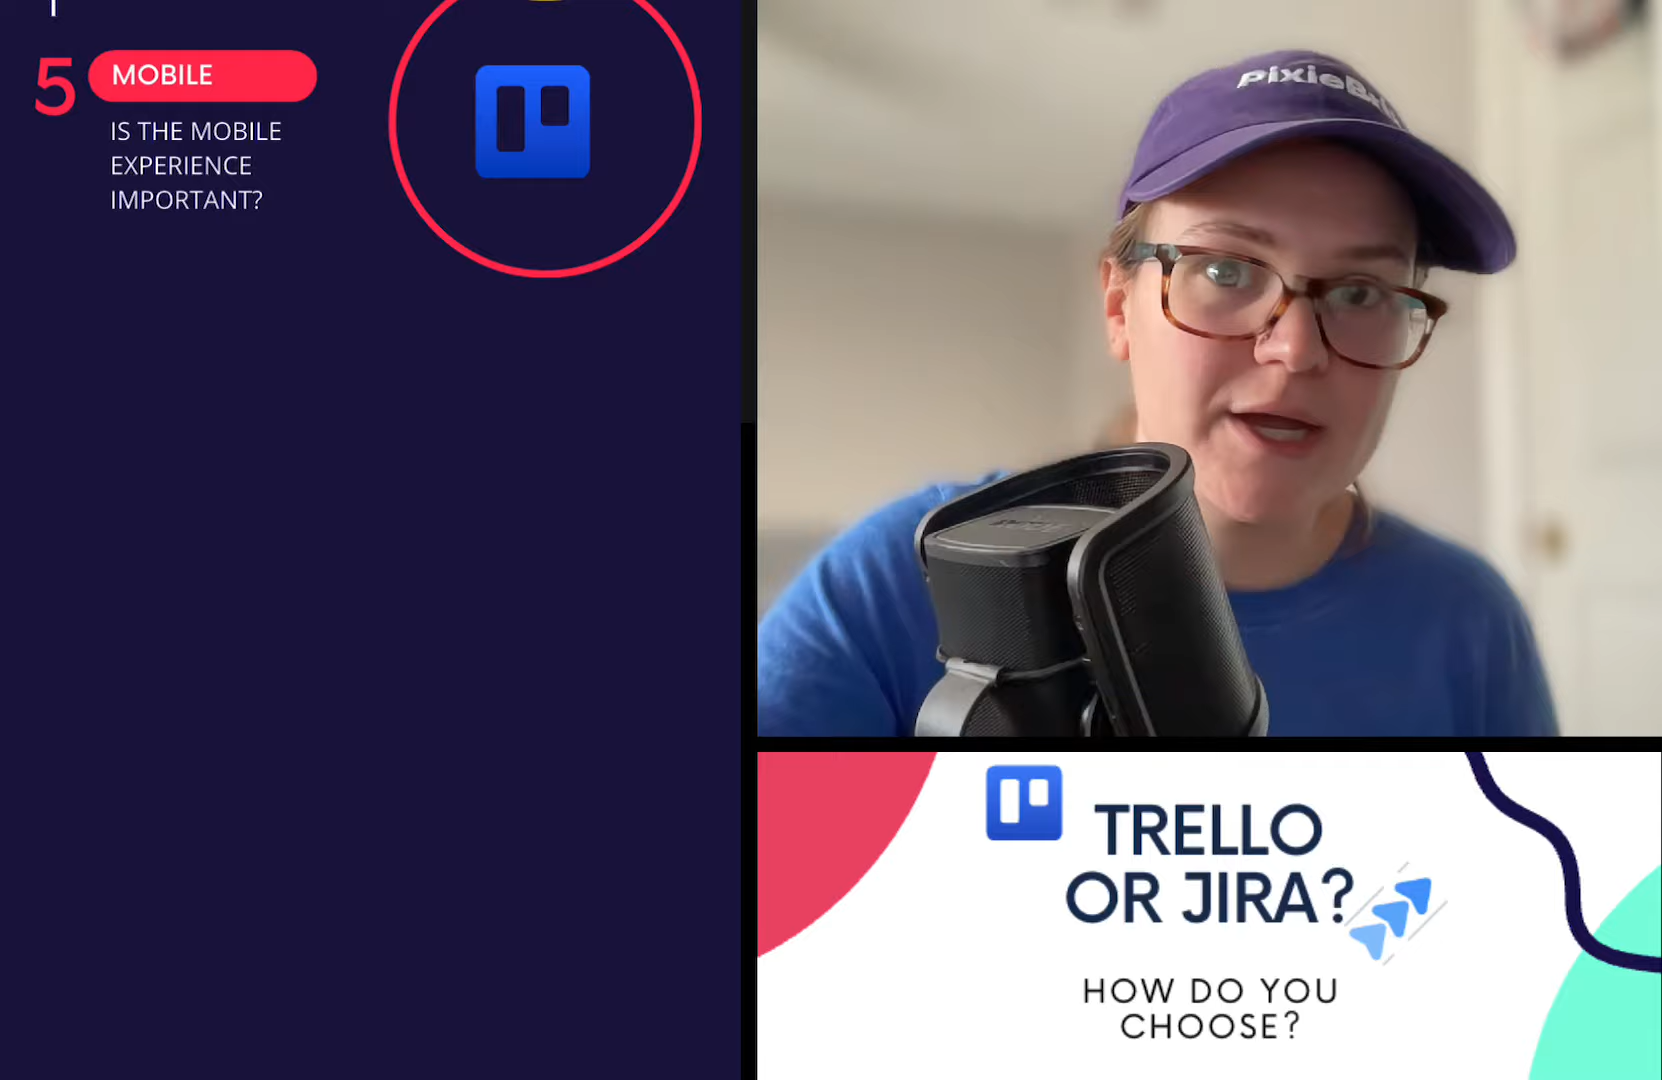 5
MOBILE
IS THE MOBILE
EXPERIENCE
IMPORTANT?
TRELLO
OR JIRA?
HOW DO YOU
CHOOSE?